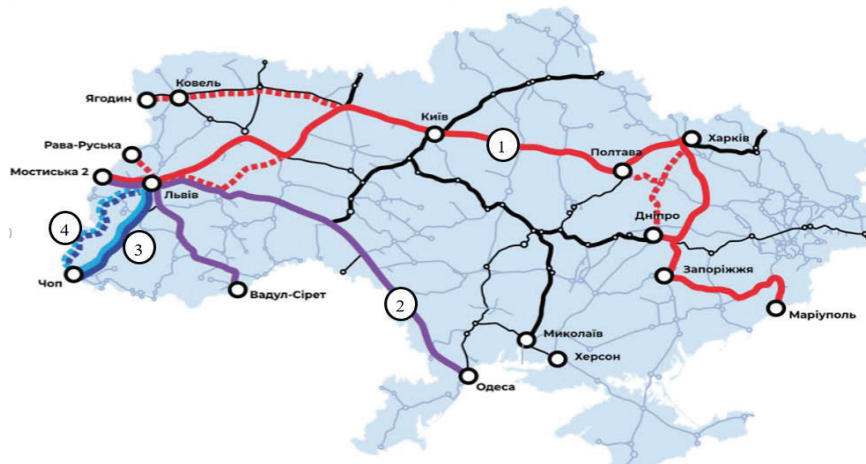 Ковель
Ягодин
Київ
1
Харків
Рава-Руська
Полтава
Мостиська 2
Львів
Дніпро
4
3
Запоріжжя
Чоп
Вадул-Сірет
2
Маріуполь
Миколаїв
Херсон
Одеса